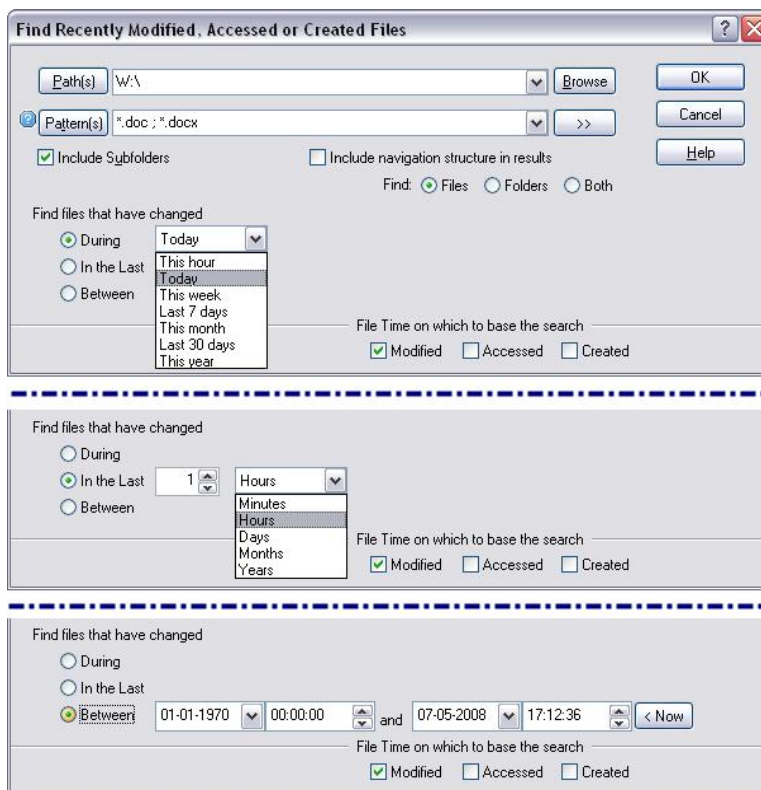 Find Recently Modified, Accessed or Created Files
Path(s) W:\ Browse OK
Pattern(s) *.doc ; *.docx >> Cancel
Include Subfolders Include navigation structure in results Help
Find: Files Folders Both
Find files that have changed
During Today
In the Last This hour
Today
Between This week
Last 7 days
This month File Time on which to base the search
Last 30 days Modified Accessed Created
This year
Find files that have changed
During
In the Last 1 Hours
Between Minutes
Hours
Days File Time on which to base the search
Months
Modified Accessed Created
Years
Find files that have changed
During
In the Last
Between 01-01-1970 00:00:00 and 07-05-2008 17:12:36 < Now
File Time on which to base the search
Modified Accessed Created